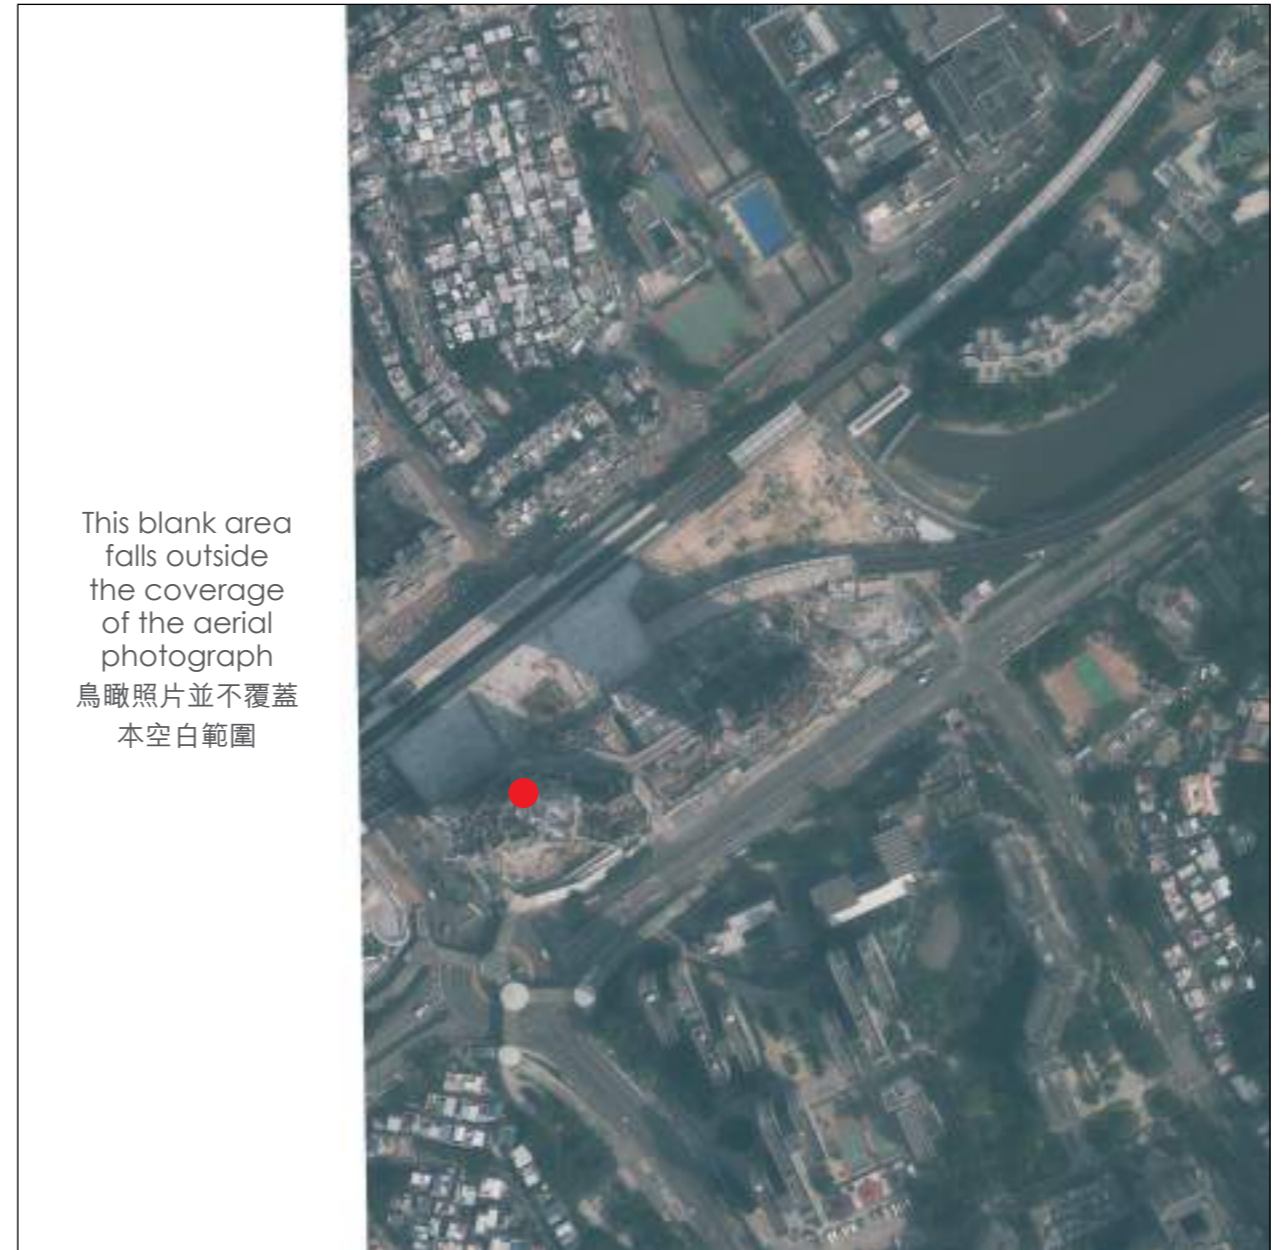 This blank area
falls outside
the coverage
of the aerial
photograph
鳥瞰照片並不覆蓋
本空白範圍